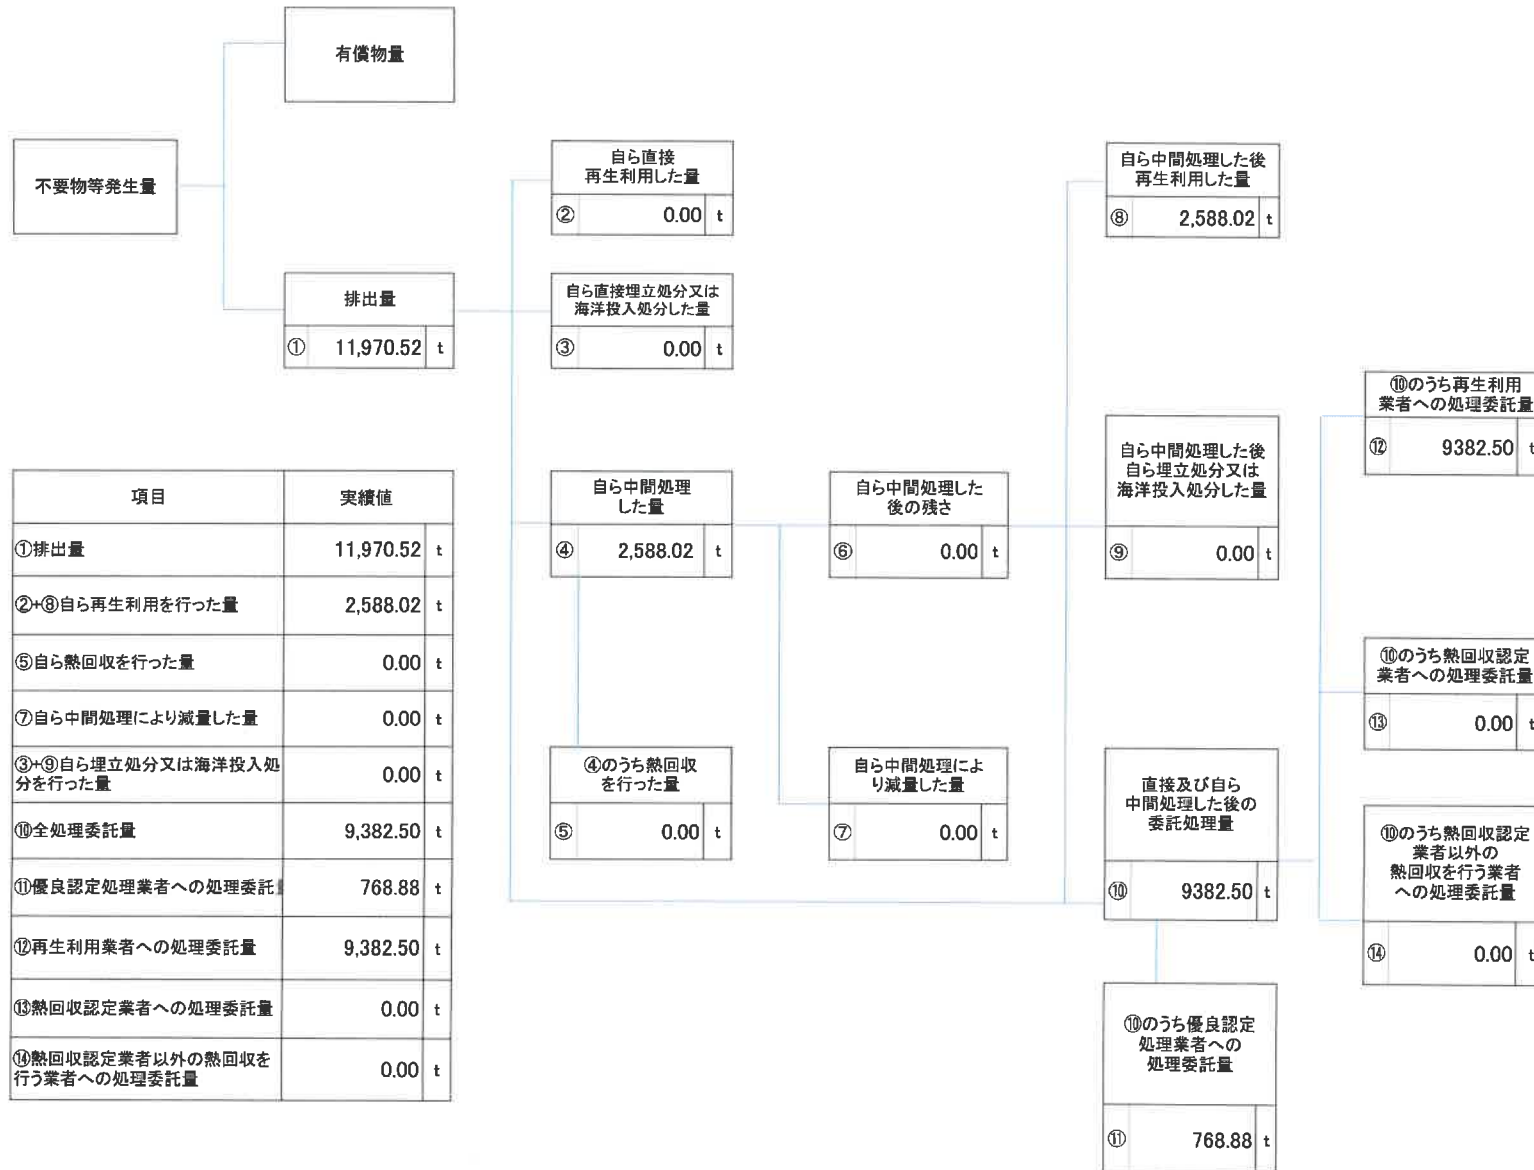 有償物量
不要物等発生量
排出量
① 11,970.52 t
自ら直接
再生利用した量
② 0.00 t
自ら直接埋立処分又は
海洋投入処分した量
③ 0.00 t
自ら中間処理
した量
④ 2,588.02 t
④のうち熱回収
を行った量
⑤ 0.00 t
自ら中間処理した
後の残さ
⑥ 0.00 t
自ら中間処理によ
り減量した量
⑦ 0.00 t
自ら中間処理した後
再生利用した量
⑧ 2,588.02 t
自ら中間処理した後
自ら埋立処分又は
海洋投入処分した量
⑨ 0.00 t
直接及び自ら
中間処理した後の
委託処理量
⑩ 9382.50 t
⑩のうち優良認定
処理業者への
処理委託量
⑪ 768.88 t
⑩のうち再生利用
業者への処理委託量
⑫ 9382.50 t
⑩のうち熱回収認定
業者への処理委託量
⑬ 0.00 t
⑩のうち熱回収認定
業者以外の
熱回収を行う業者
への処理委託量
⑭ 0.00 t
項目 実績値
①排出量 11,970.52 t
②+⑧自ら再生利用を行った量 2,588.02 t
⑤自ら熱回収を行った量 0.00 t
⑦自ら中間処理により減量した量 0.00 t
③+⑨自ら埋立処分又は海洋投入処
分を行った量 0.00 t
⑩全処理委託量 9,382.50 t
⑪優良認定処理業者への処理委託 768.88 t
⑫再生利用業者への処理委託量 9,382.50 t
⑬熱回収認定業者への処理委託量 0.00 t
⑭熱回収認定業者以外の熱回収を
行う業者への処理委託量 0.00 t